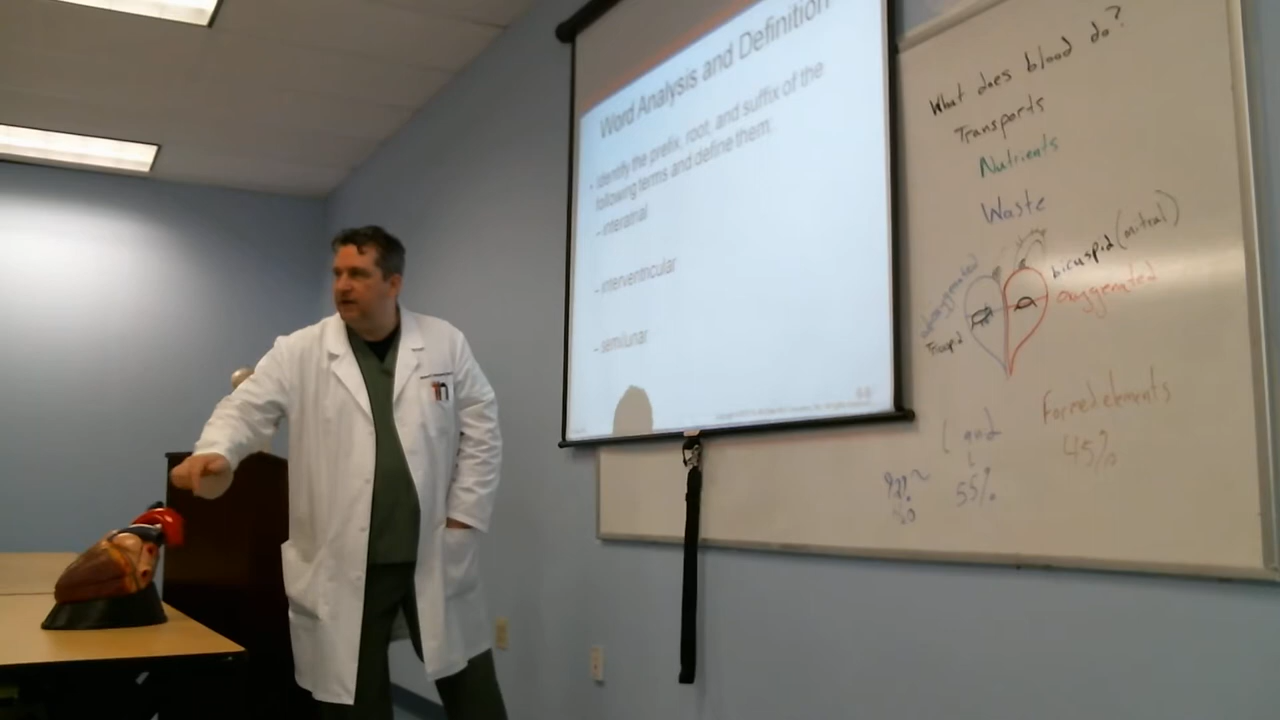 Word Analysis and Definition
• Identify the prefix, root, and suffix of the
following terms and define them:
– interatrial
– interventricular
– semilunar
What does blood do?
Transports
Nutrients
Waste
bicuspid (mitral)
oxygenated
Tricuspid
Formed elements
45%
55%